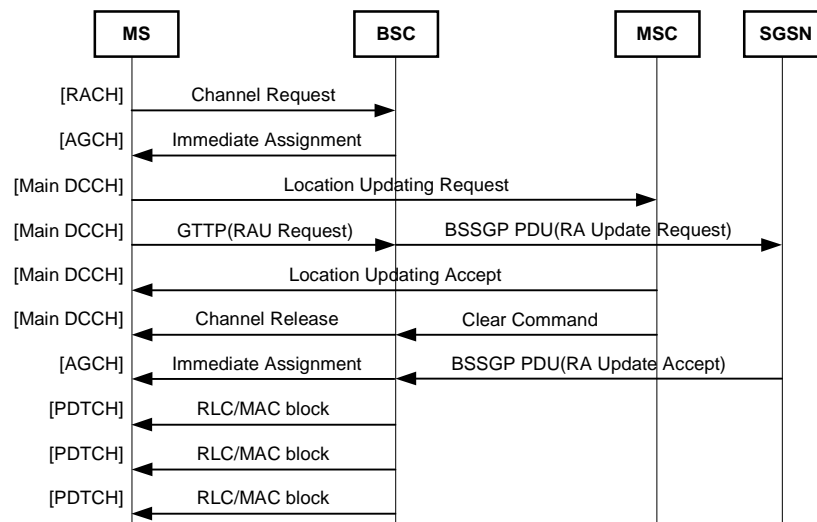 MS BSC MSC SGSN
[RACH] Channel Request
[AGCH] Immediate Assignment
[Main DCCH] Location Updating Request
[Main DCCH] GTTP(RAU Request) BSSGP PDU(RA Update Request)
[Main DCCH] Location Updating Accept
[Main DCCH] Channel Release Clear Command
[AGCH] Immediate Assignment BSSGP PDU(RA Update Accept)
[PDTCH] RLC/MAC block
[PDTCH] RLC/MAC block
[PDTCH] RLC/MAC block